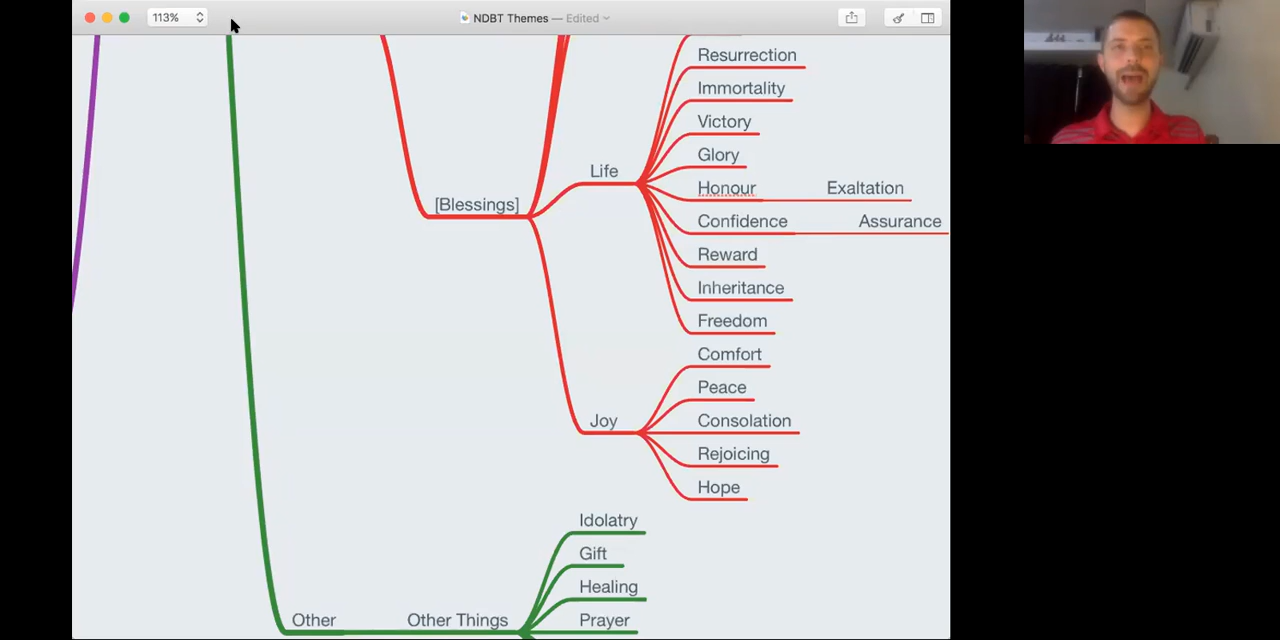 113%
NDBT Themes — Edited
Resurrection
Immortality
Victory
Glory
Life
Honour
Exaltation
[Blessings]
Confidence
Assurance
Reward
Inheritance
Freedom
Comfort
Peace
Joy
Consolation
Rejoicing
Hope
Idolatry
Gift
Healing
Other
Other Things
Prayer